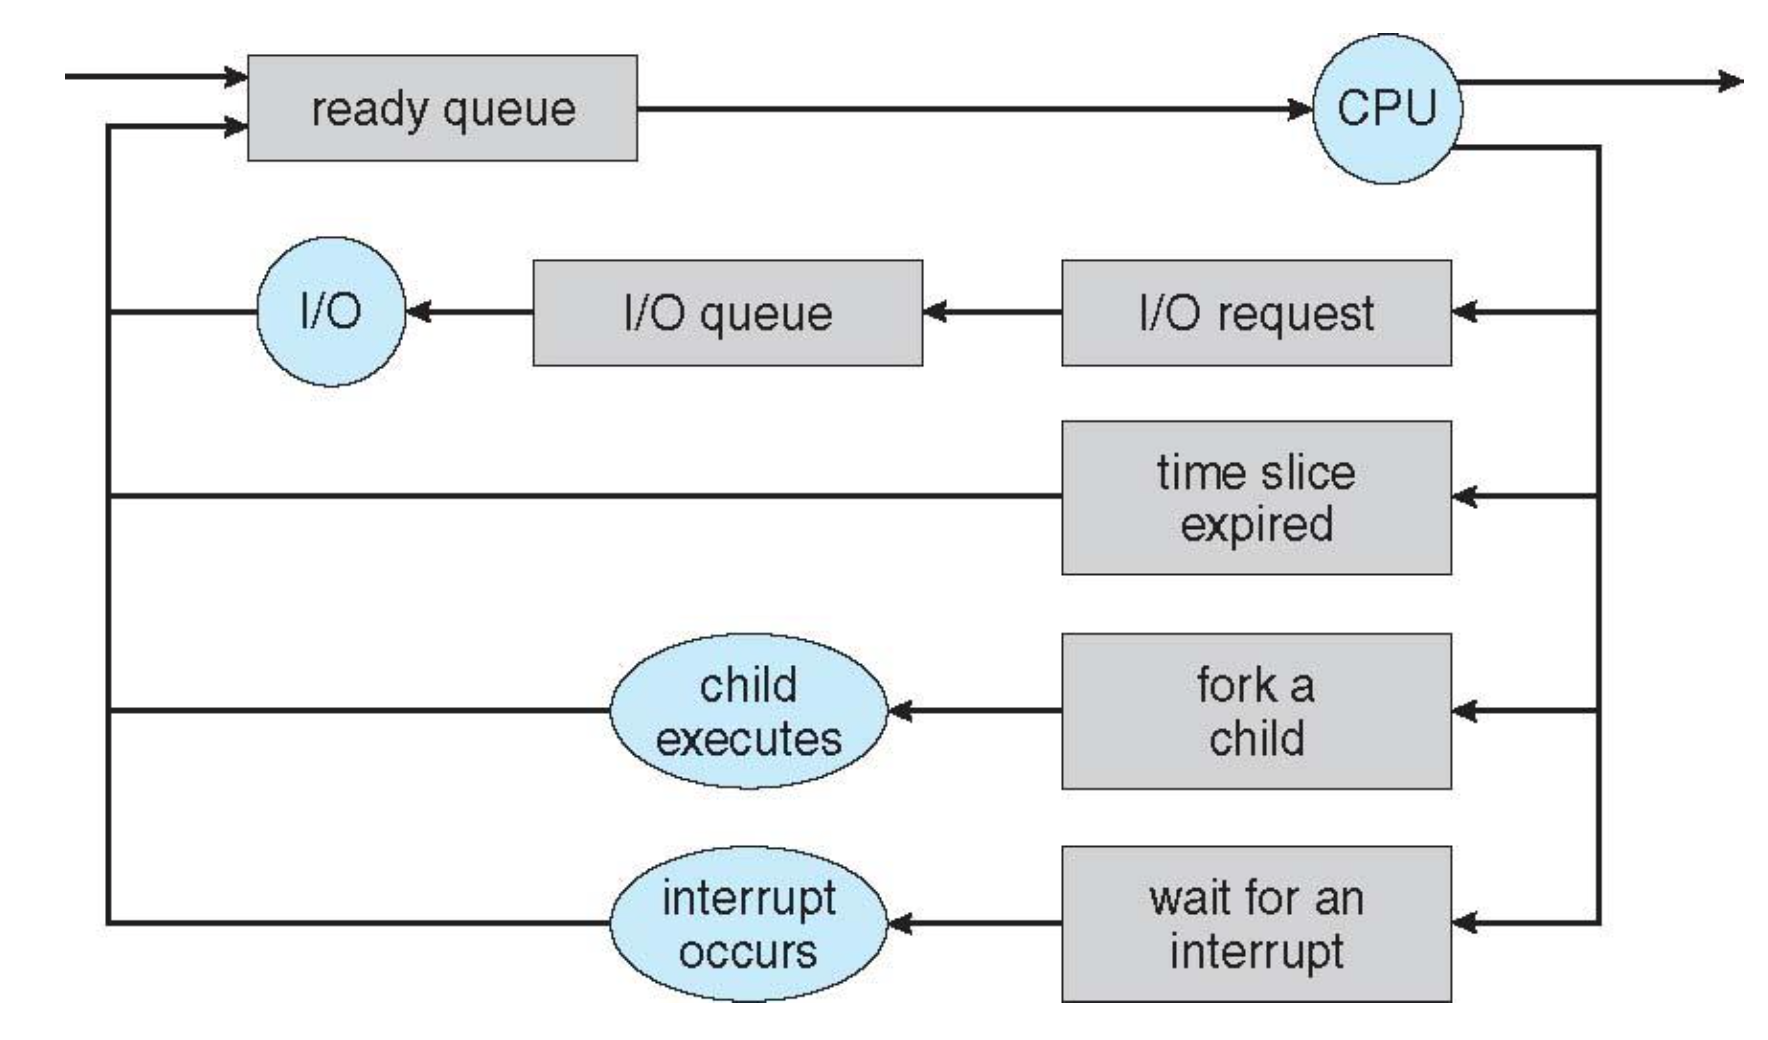 ready queue
CPU
I/O
I/O queue
I/O request
time slice
expired
child
executes
fork a
child
interrupt
occurs
wait for an
interrupt